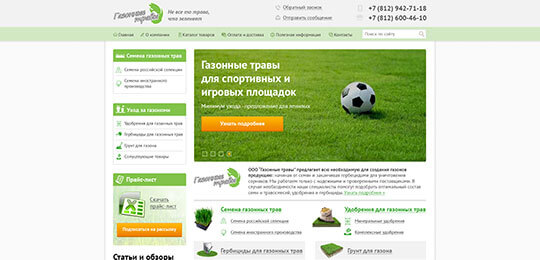 Газонные травы
Не все то трава,
что зеленеет
Обратный звонок
Отправить сообщение
+7 (812) 942-71-18
+7 (812) 600-46-10
Главная
О компании
Каталог товаров
Оплата и доставка
Полезная информация
Контакты
Поиск по сайту
Семена газонных трав
Семена российской селекции
Семена иностранного
производства
Уход за газонами
Удобрения для газонных трав
Гербициды для газонных трав
Грунт для газона
Сопутствующие товары
Прайс-лист
Скачать
прайс-лист
Подписаться на рассылку
Статьи и обзоры
Газонные травы
для спортивных и
игровых площадок
Минимум ухода - предложение для ленивых
Узнать подробнее
Газонные травы
ООО "Газонные травы" предлагает всю необходимую для создания газонов
продукцию: начиная от семян и заканчивая гербицидами для уничтожения
сорняков. Мы работаем только с надежными и проверенными поставщиками. В
случае необходимости наши специалисты помогут подобрать оптимальный состав
семян и травосмесей, удобрения и гербициды. Узнать подробнее »
Семена газонных трав
Семена российской селекции
Семена иностранного производства
Удобрения для газонных трав
Минеральные удобрения
Комплексные удобрения
Гербициды для газонных трав
Грунт для газона